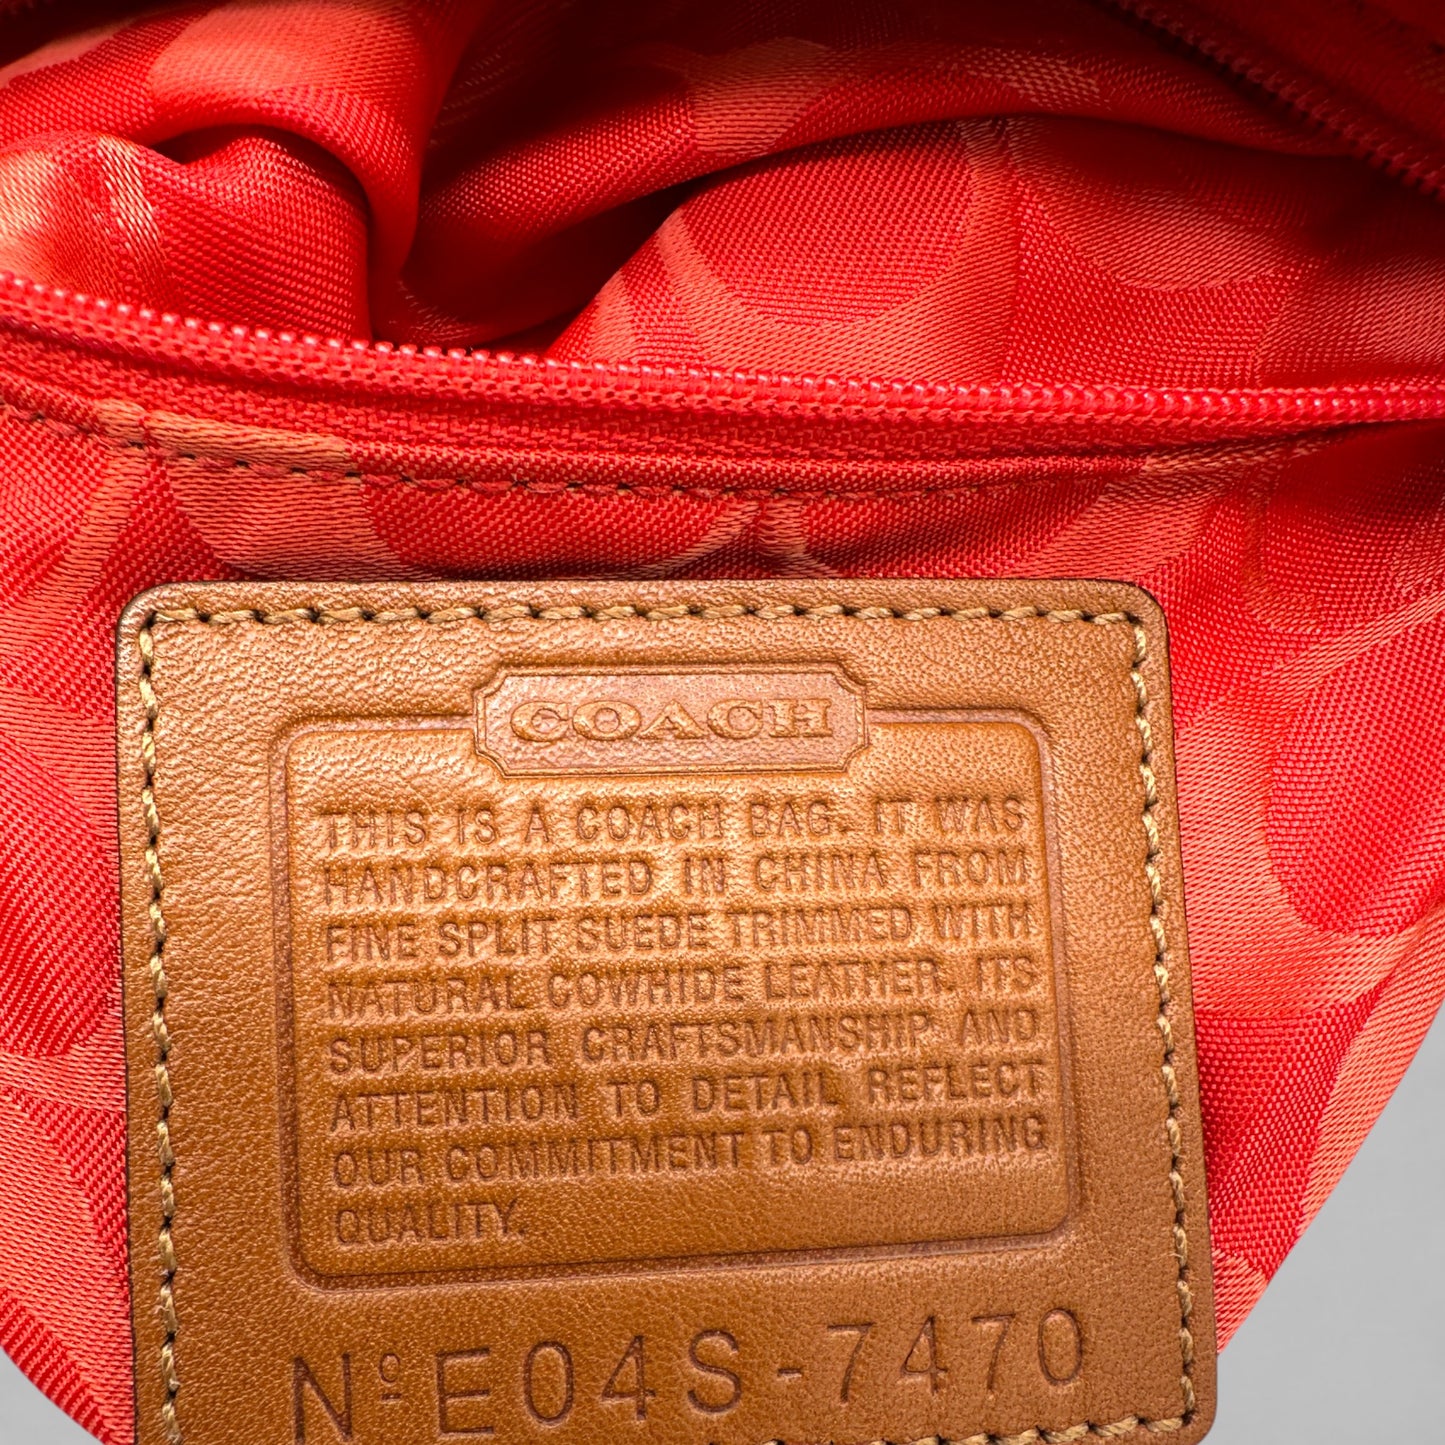 COACH
THIS IS A COACH BAG. IT WAS
HANDCRAFTED IN CHINA FROM
FINE SPLIT SUEDE TRIMMED WITH
NATURAL COWHIDE LEATHER. ITS
SUPERIOR CRAFTSMANSHIP AND
ATTENTION TO DETAIL REFLECT
OUR COMMITMENT TO ENDURING
QUALITY.
Nº E04S-7470